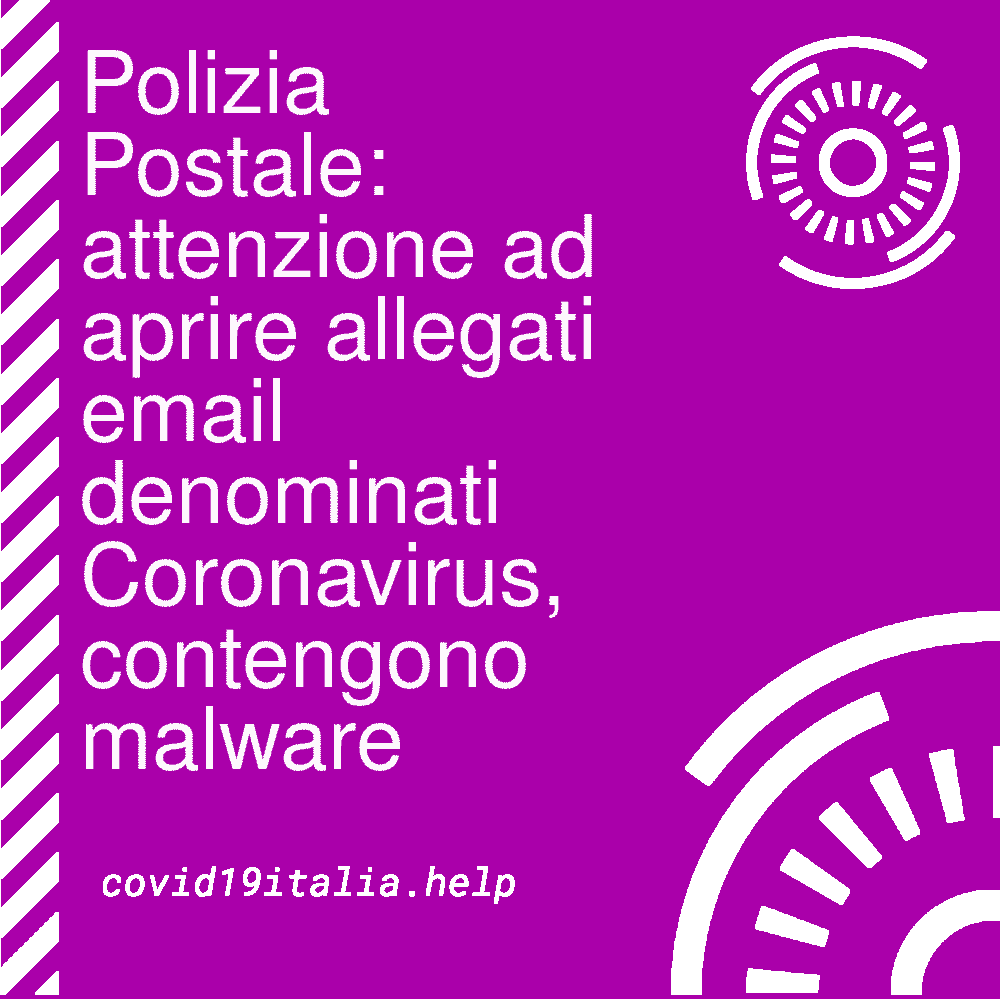 Polizia
Postale:
attenzione ad
aprire allegati
email
denominati
Coronavirus,
contengono
malware
covid19italia.help